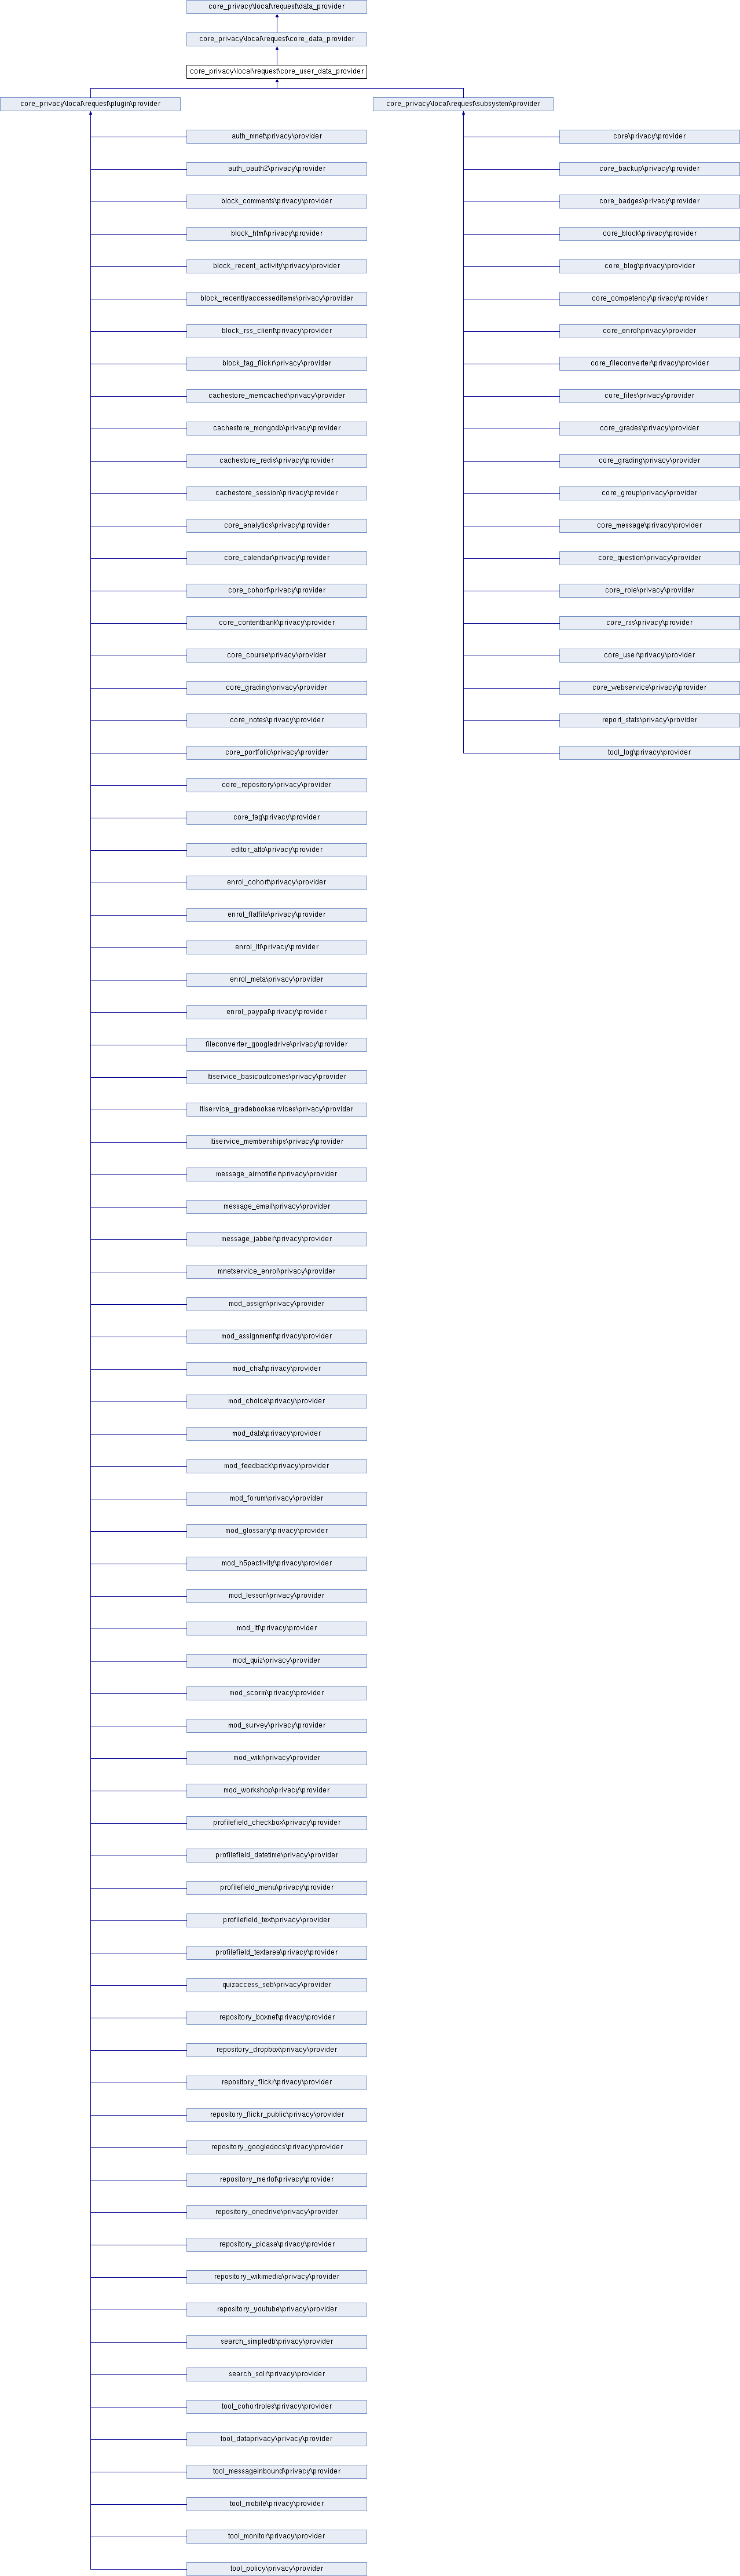 core_privacy\local\request\data_provider
core_privacy\local\request\core_data_provider
core_privacy\local\request\core_user_data_provider
core_privacy\local\request\plugin\provider
core_privacy\local\request\subsystem\provider
auth_mnet\privacy\provider
core\privacy\provider
auth_oauth2\privacy\provider
core_backup\privacy\provider
block_comments\privacy\provider
core_badges\privacy\provider
block_html\privacy\provider
core_block\privacy\provider
block_recent_activity\privacy\provider
core_blog\privacy\provider
block_recentlyaccesseditems\privacy\provider
core_competency\privacy\provider
block_rss_client\privacy\provider
core_enrol\privacy\provider
block_tag_flickr\privacy\provider
core_fileconverter\privacy\provider
cachestore_memcached\privacy\provider
core_files\privacy\provider
cachestore_mongodb\privacy\provider
core_grades\privacy\provider
cachestore_redis\privacy\provider
core_grading\privacy\provider
cachestore_session\privacy\provider
core_group\privacy\provider
core_analytics\privacy\provider
core_message\privacy\provider
core_calendar\privacy\provider
core_question\privacy\provider
core_cohort\privacy\provider
core_role\privacy\provider
core_contentbank\privacy\provider
core_rss\privacy\provider
core_course\privacy\provider
core_user\privacy\provider
core_grading\privacy\provider
core_webservice\privacy\provider
core_notes\privacy\provider
report_stats\privacy\provider
core_portfolio\privacy\provider
tool_log\privacy\provider
core_repository\privacy\provider
core_tag\privacy\provider
editor_atto\privacy\provider
enrol_cohort\privacy\provider
enrol_flatfile\privacy\provider
enrol_lti\privacy\provider
enrol_meta\privacy\provider
enrol_paypal\privacy\provider
fileconverter_googledrive\privacy\provider
ltiservice_basicoutcomes\privacy\provider
ltiservice_gradebookservices\privacy\provider
ltiservice_memberships\privacy\provider
message_airnotifier\privacy\provider
message_email\privacy\provider
message_jabber\privacy\provider
mnetservice_enrol\privacy\provider
mod_assign\privacy\provider
mod_assignment\privacy\provider
mod_chat\privacy\provider
mod_choice\privacy\provider
mod_data\privacy\provider
mod_feedback\privacy\provider
mod_forum\privacy\provider
mod_glossary\privacy\provider
mod_h5pactivity\privacy\provider
mod_lesson\privacy\provider
mod_lti\privacy\provider
mod_quiz\privacy\provider
mod_scorm\privacy\provider
mod_survey\privacy\provider
mod_wiki\privacy\provider
mod_workshop\privacy\provider
profilefield_checkbox\privacy\provider
profilefield_datetime\privacy\provider
profilefield_menu\privacy\provider
profilefield_text\privacy\provider
profilefield_textarea\privacy\provider
quizaccess_seb\privacy\provider
repository_boxnet\privacy\provider
repository_dropbox\privacy\provider
repository_flickr\privacy\provider
repository_flickr_public\privacy\provider
repository_googledocs\privacy\provider
repository_merlot\privacy\provider
repository_onedrive\privacy\provider
repository_picasa\privacy\provider
repository_wikimedia\privacy\provider
repository_youtube\privacy\provider
search_simpledb\privacy\provider
search_solr\privacy\provider
tool_cohortroles\privacy\provider
tool_dataprivacy\privacy\provider
tool_messageinbound\privacy\provider
tool_mobile\privacy\provider
tool_monitor\privacy\provider
tool_policy\privacy\provider